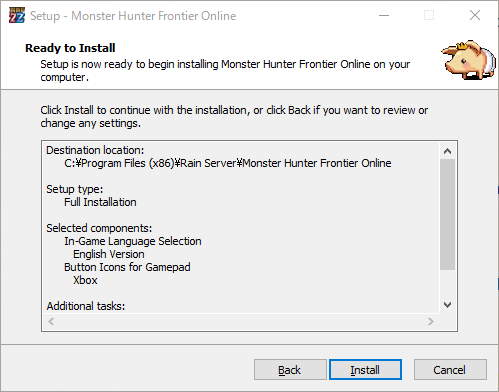 Setup - Monster Hunter Frontier Online
Ready to Install
Setup is now ready to begin installing Monster Hunter Frontier Online on your
computer.
Click Install to continue with the installation, or click Back if you want to review or
change any settings.
Destination location:
C:¥Program Files (x86)¥Rain Server¥Monster Hunter Frontier Online
Setup type:
Full Installation
Selected components:
In-Game Language Selection
English Version
Button Icons for Gamepad
Xbox
Additional tasks:
Back
Install
Cancel